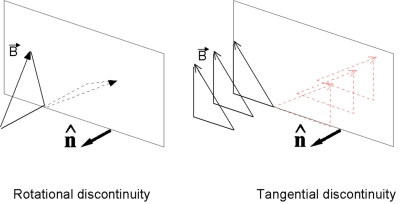 B
n̂
Rotational discontinuity
B
n̂
Tangential discontinuity